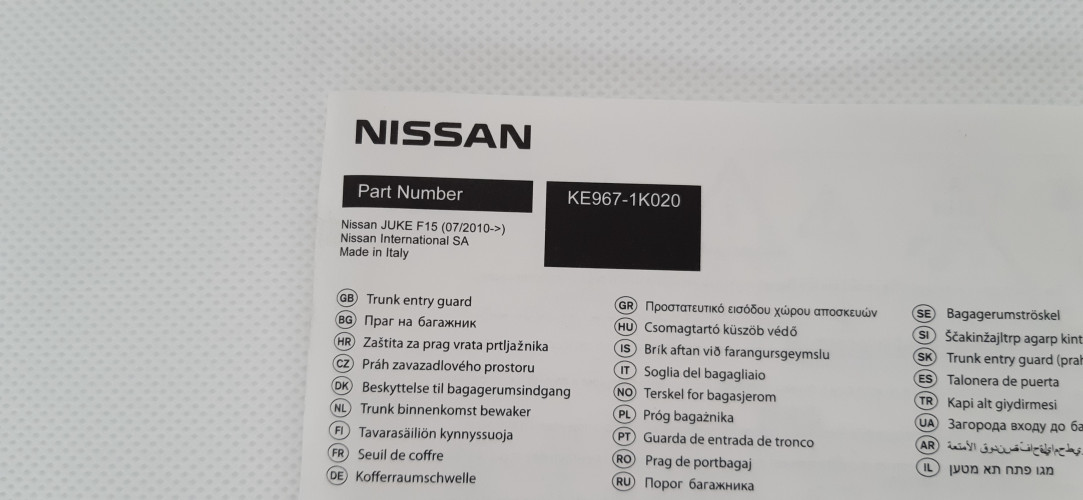 NISSAN
Part Number
KE967-1K020
Nissan JUKE F15 (07/2010->)
Nissan International SA
Made in Italy
GB Trunk entry guard
BG Праг на багажник
HR Zaštita za prag vrata prtljažnika
CZ Práh zavazadlového prostoru
DK Beskyttelse til bagagerumsindgang
NL Trunk binnenkomst bewaker
FI Tavarasäiliön kynnyssuoja
FR Seuil de coffre
DE Kofferraumschwelle
GR Προστατευτικό εισόδου χώρου αποσκευών
HU Csomagtartó küszöb védő
IS Brík aftan við farangursgeymslu
IT Soglia del bagagliaio
NO Terskel for bagasjerom
PL Próg bagażnika
PT Guarda de entrada de tronco
RO Prag de portbagaj
RU Порог багажника
SE Bagagerumströskel
SI Ščakinžajltrp agarp
SK Trunk entry guard
ES Talonera de puerta
TR Kapi alt giydirmesi
UA Загорода входу до
AR الأمتعة
IL מגו פתח תא מטען